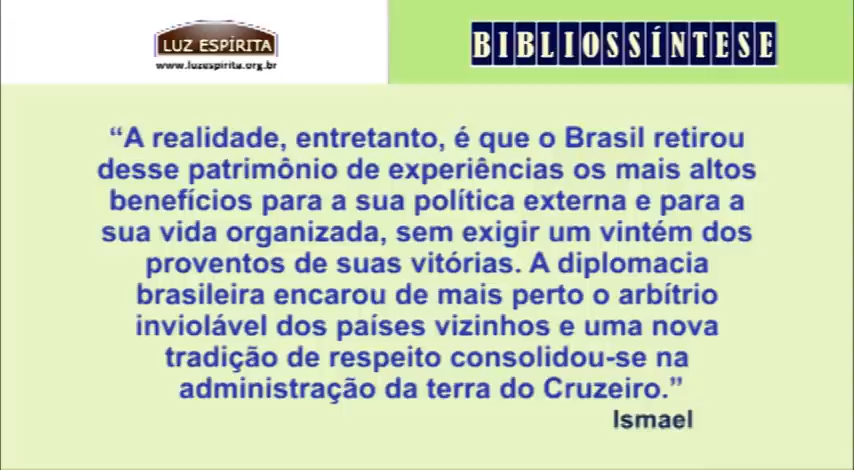 LUZ ESPÍRITA
www.luzespirita.org.br
BIBLIOSSÍNTESE
“A realidade, entretanto, é que o Brasil retirou
desse patrimônio de experiências os mais altos
benefícios para a sua política externa e para a
sua vida organizada, sem exigir um vintém dos
proventos de suas vitórias. A diplomacia
brasileira encarou de mais perto o arbítrio
inviolável dos países vizinhos e uma nova
tradição de respeito consolidou-se na
administração da terra do Cruzeiro.”
Ismael